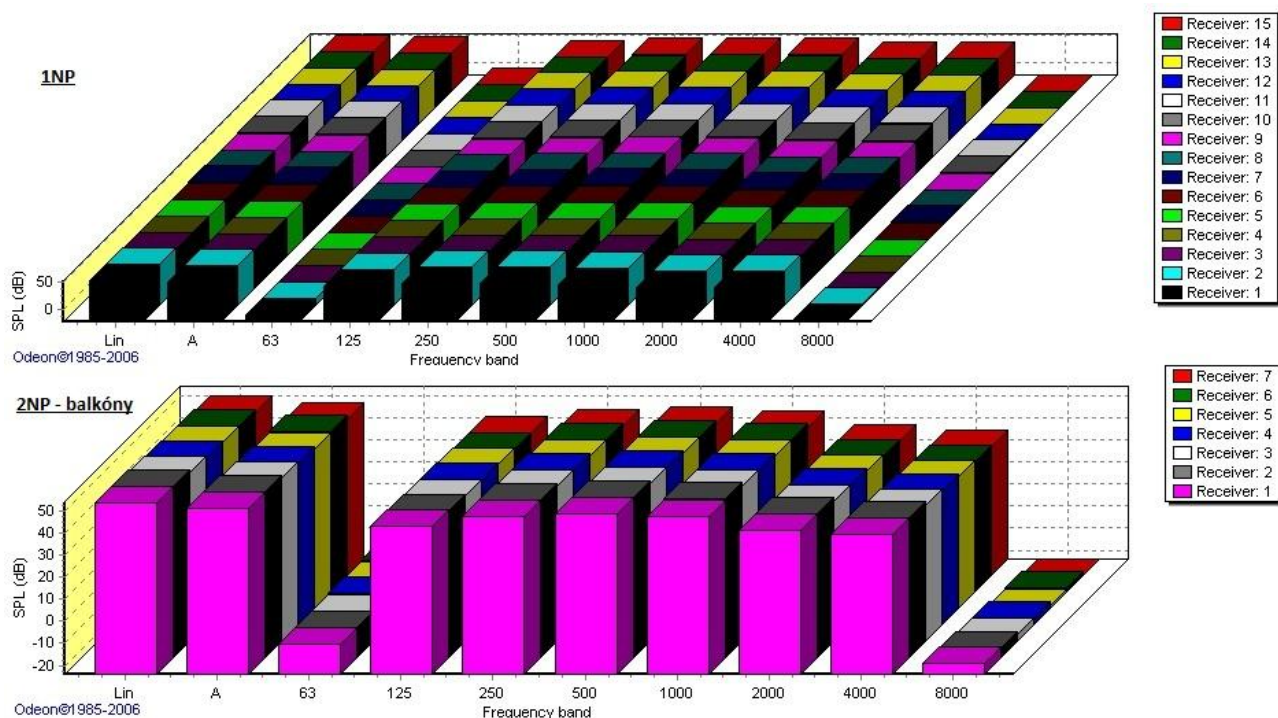 1NP
SPL (dB)
50
0
Lin A 63 125 250 500 1000 2000 4000 8000
Frequency band
Odeon©1985-2006
Receiver: 15
Receiver: 14
Receiver: 13
Receiver: 12
Receiver: 11
Receiver: 10
Receiver: 9
Receiver: 8
Receiver: 7
Receiver: 6
Receiver: 5
Receiver: 4
Receiver: 3
Receiver: 2
Receiver: 1
2NP - balkóny
SPL (dB)
50
40
30
20
10
0
-10
-20
Lin A 63 125 250 500 1000 2000 4000 8000
Frequency band
Odeon©1985-2006
Receiver: 7
Receiver: 6
Receiver: 5
Receiver: 4
Receiver: 3
Receiver: 2
Receiver: 1